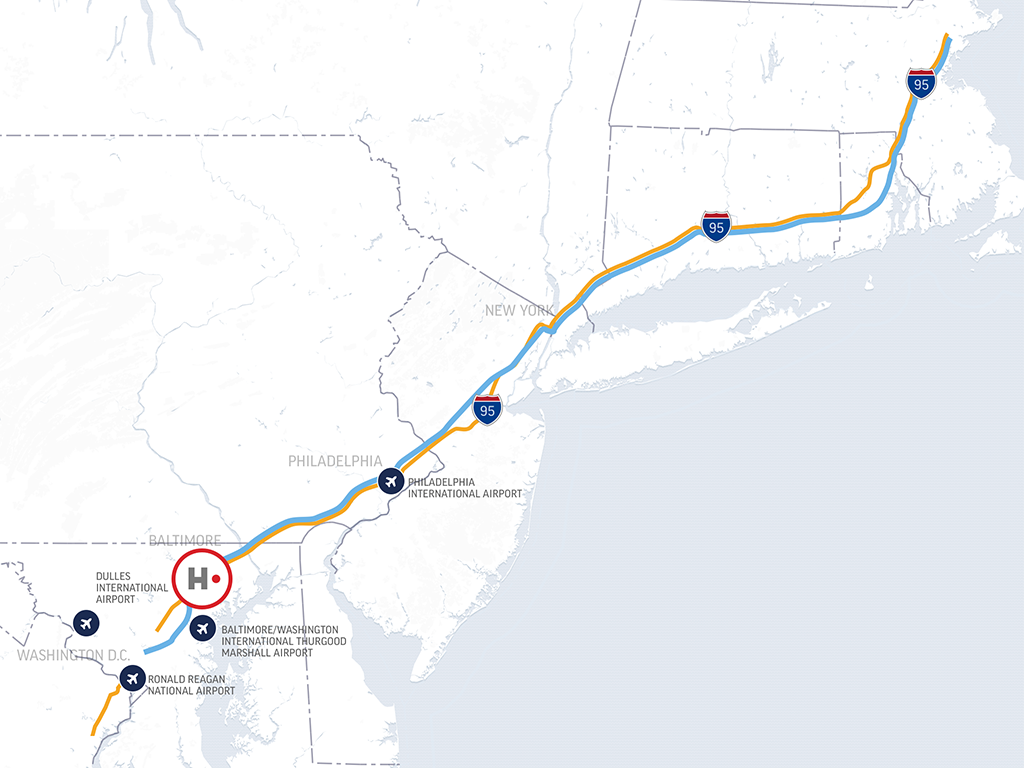 95
95
NEW YORK
95
PHILADELPHIA
PHILADELPHIA
INTERNATIONAL AIRPORT
BALTIMORE
H
DULLES
INTERNATIONAL
AIRPORT
BALTIMORE/WASHINGTON
INTERNATIONAL THURGOOD
MARSHALL AIRPORT
WASHINGTON D.C.
RONALD REAGAN
NATIONAL AIRPORT